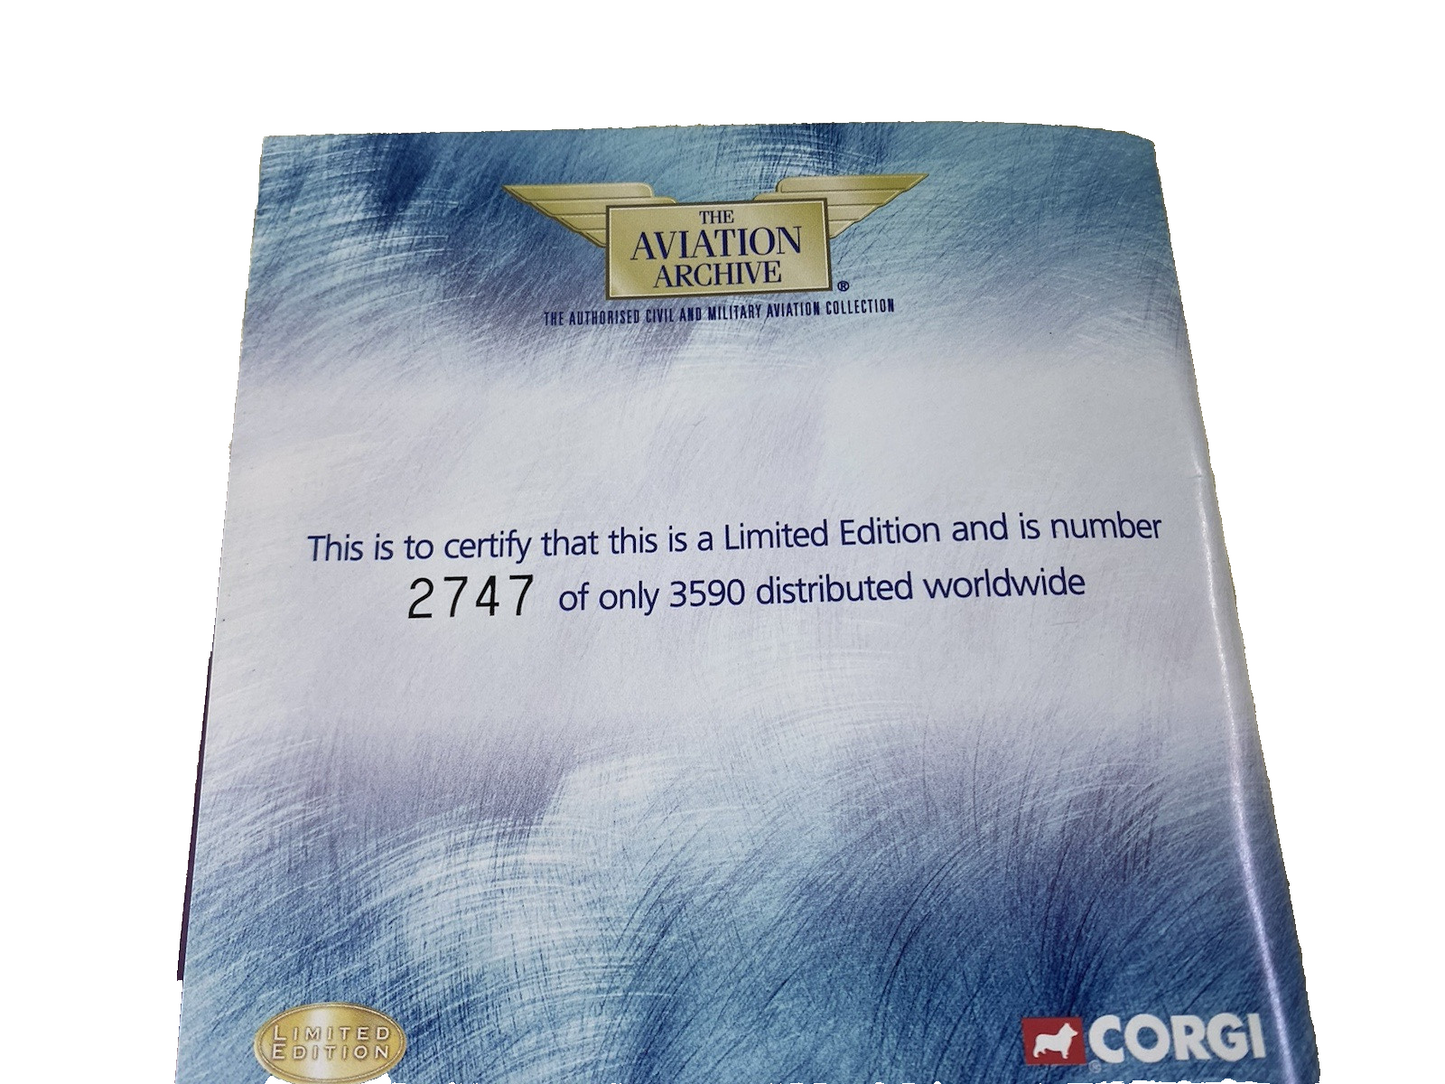 THE
AVIATION
ARCHIVE
®
THE AUTHORISED CIVIL AND MILITARY AVIATION COLLECTION
This is to certify that this is a Limited Edition and is number
2747 of only 3590 distributed worldwide
LIMITED
EDITION
CORGI
®